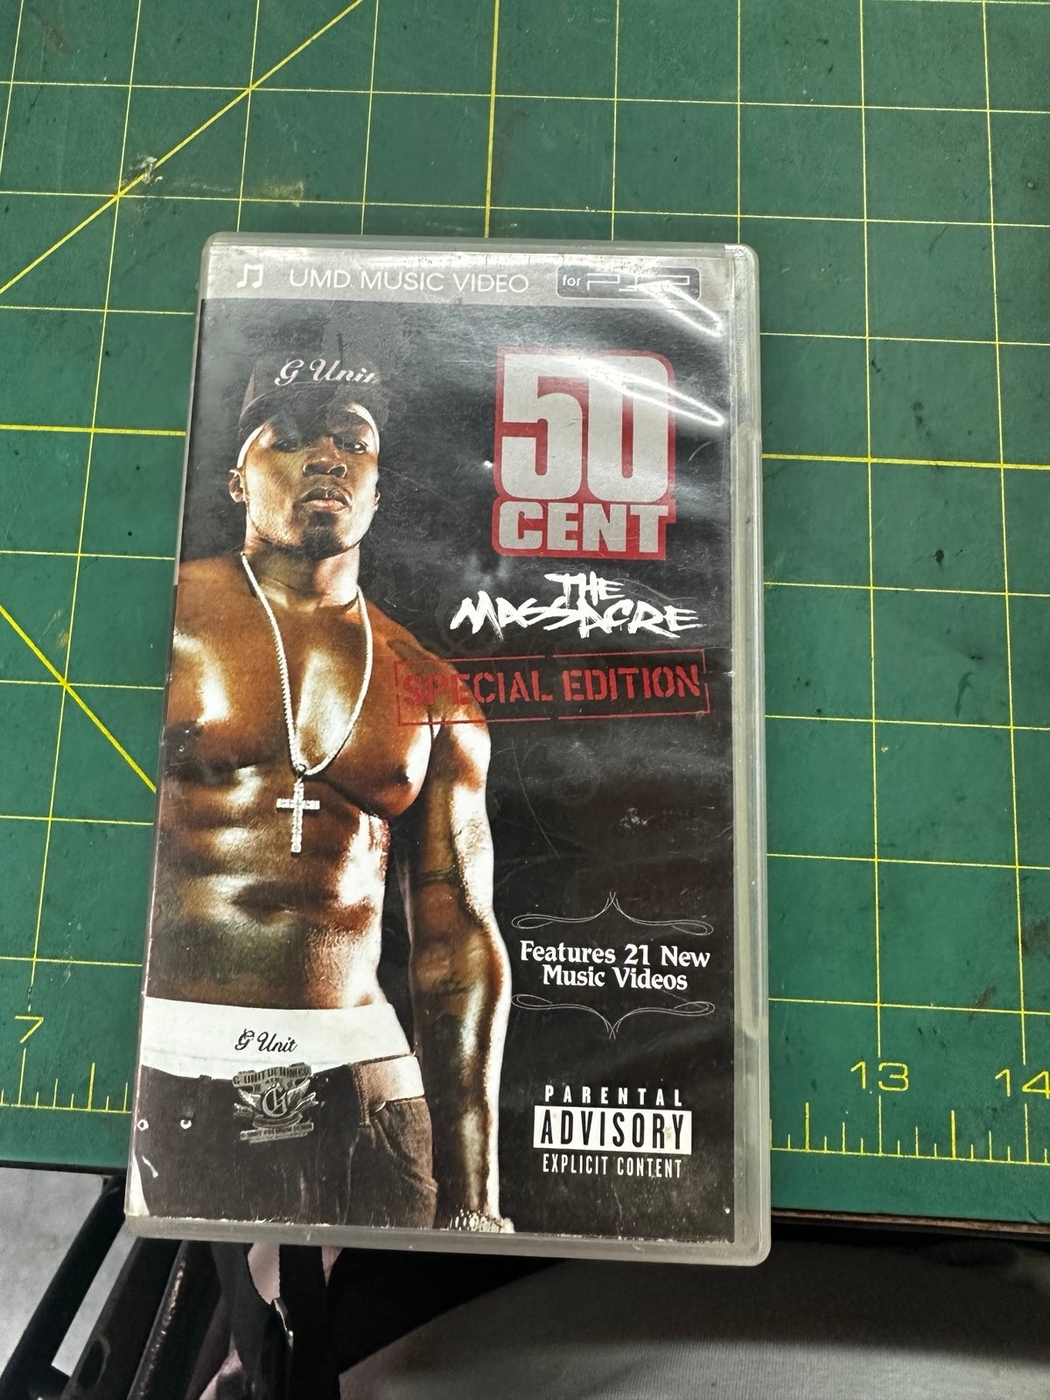 UMD MUSIC VIDEO
for PSP
G Unit
50
CENT
THE
MASSACRE
SPECIAL EDITION
Features 21 New
Music Videos
G Unit
PARENTAL
ADVISORY
EXPLICIT CONTENT
7
13
14